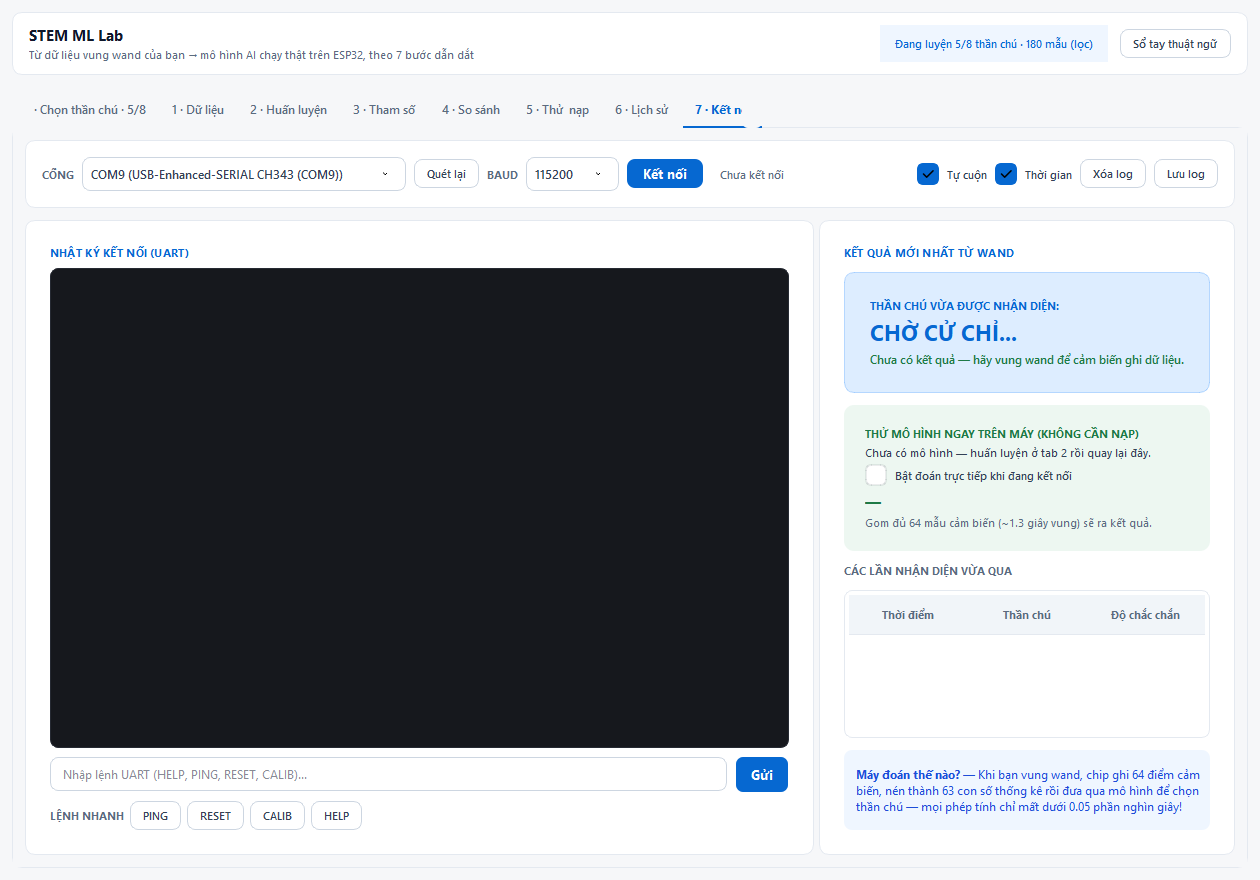 STEM ML Lab
Từ dữ liệu vung wand của bạn → mô hình AI chạy thật trên ESP32, theo 7 bước dẫn dắt
Đang luyện 5/8 thần chú · 180 mẫu (lọc)
Sổ tay thuật ngữ
· Chọn thần chú · 5/8
1 · Dữ liệu
2 · Huấn luyện
3 · Tham số
4 · So sánh
5 · Thử nạp
6 · Lịch sử
7 · Kết n
CỔNG
COM9 (USB-Enhanced-SERIAL CH343 (COM9))
Quét lại
BAUD
115200
Kết nối
Chưa kết nối
Tự cuộn
Thời gian
Xóa log
Lưu log
NHẬT KÝ KẾT NỐI (UART)
Nhập lệnh UART (HELP, PING, RESET, CALIB)...
Gửi
LỆNH NHANH
PING
RESET
CALIB
HELP
KẾT QUẢ MỚI NHẤT TỪ WAND
THẦN CHÚ VỪA ĐƯỢC NHẬN DIỆN:
CHỜ CỬ CHỈ...
Chưa có kết quả — hãy vung wand để cảm biến ghi dữ liệu.
THỬ MÔ HÌNH NGAY TRÊN MÁY (KHÔNG CẦN NẠP)
Chưa có mô hình — huấn luyện ở tab 2 rồi quay lại đây.
Bật đoán trực tiếp khi đang kết nối
—
Gom đủ 64 mẫu cảm biến (~1.3 giây vung) sẽ ra kết quả.
CÁC LẦN NHẬN DIỆN VỪA QUA
Thời điểm
Thần chú
Độ chắc chắn
Máy đoán thế nào? — Khi bạn vung wand, chip ghi 64 điểm cảm
biến, nén thành 63 con số thống kê rồi đưa qua mô hình để chọn
thần chú — mọi phép tính chỉ mất dưới 0.05 phần nghìn giây!